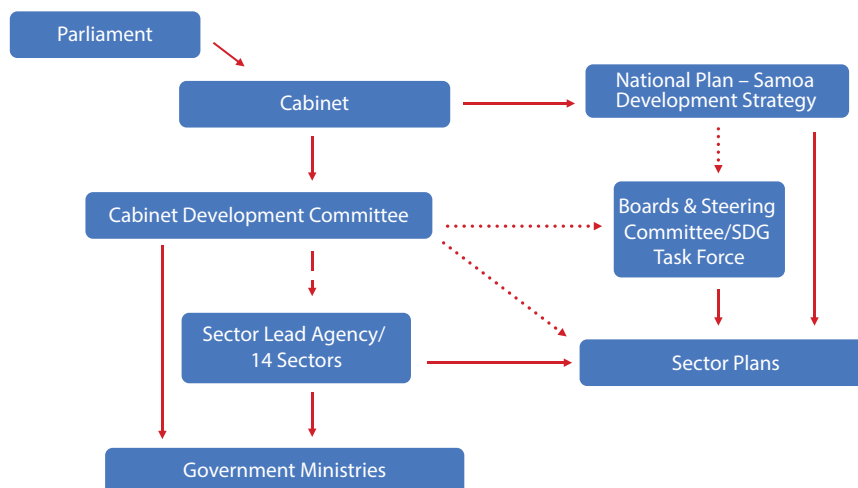 Parliament
Cabinet
National Plan – Samoa
Development Strategy
Cabinet Development Committee
Boards & Steering
Committee/SDG
Task Force
Sector Lead Agency/
14 Sectors
Sector Plans
Government Ministries